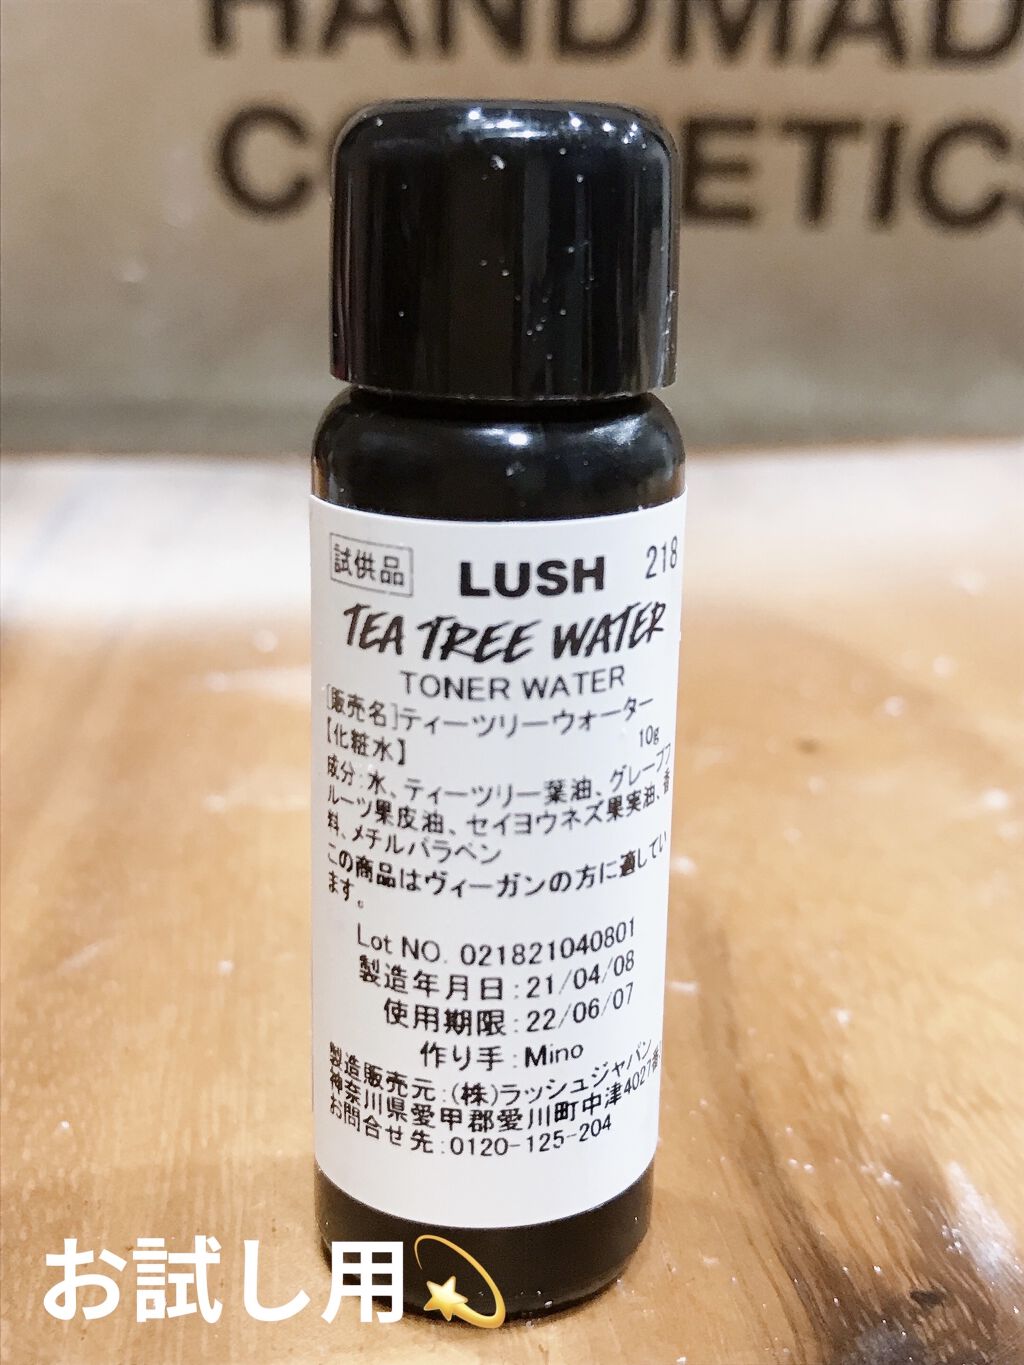 HANDMAD
C ETICS
試供品 LUSH 218
TEA TREE WATER
TONER WATER
[販売名]ティーツリーウォーター
【化粧水】 10g
成分:水、ティーツリー葉油、グレープフ
ルーツ果皮油、セイヨウネズ果実油、香
料、メチルパラベン
この商品はヴィーガンの方に適してい
ます。
Lot NO. 021821040801
製造年月日:21/04/08
使用期限:22/06/07
作り手:Mino
製造販売元:(株)ラッシュジャパン
神奈川県愛甲郡愛川町中津4027番
お問合せ先:0120-125-204
お試し用💫